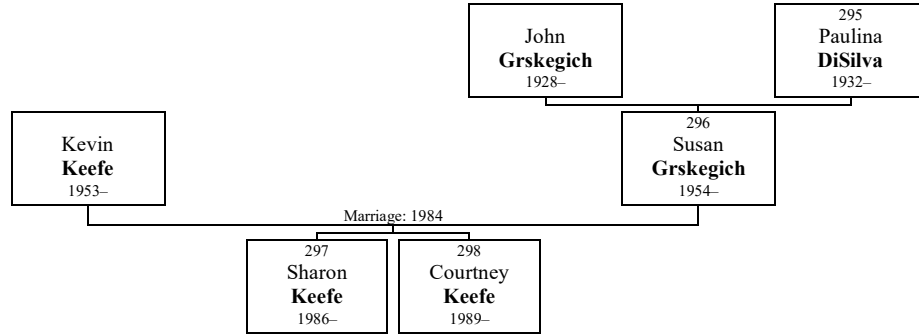 John
Grskegich
1928–
295
Paulina
DiSilva
1932–
Kevin
Keefe
1953–
296
Susan
Grskegich
1954–
Marriage: 1984
297
Sharon
Keefe
1986–
298
Courtney
Keefe
1989–